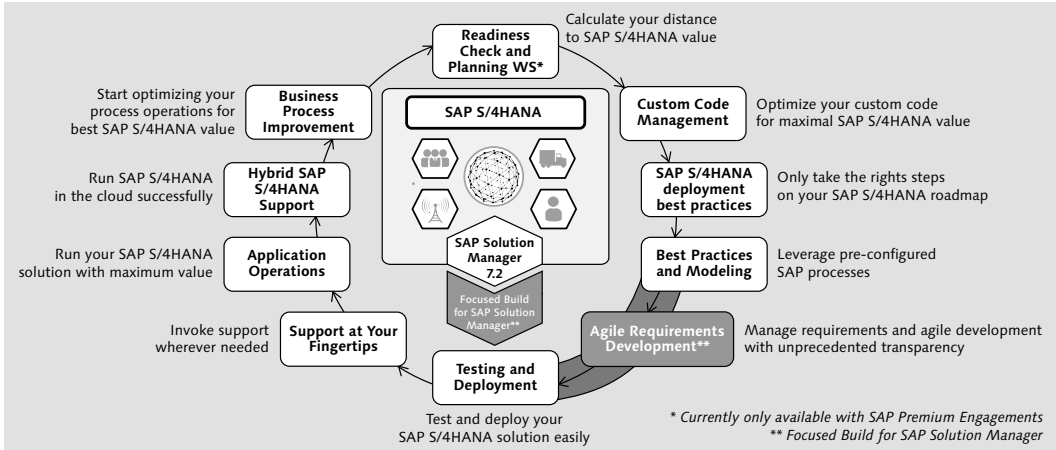 Readiness
Check and
Planning WS*
Calculate your distance
to SAP S/4HANA value
Custom Code
Management
Optimize your custom code
for maximal SAP S/4HANA value
SAP S/4HANA
deployment
best practices
Only take the rights steps
on your SAP S/4HANA roadmap
Best Practices
and Modeling
Leverage pre-configured
SAP processes
Agile Requirements
Development**
Manage requirements and agile development
with unprecedented transparency
Testing and
Deployment
Test and deploy your
SAP S/4HANA solution easily
Support at Your
Fingertips
Invoke support
wherever needed
Application
Operations
Run your SAP S/4HANA
solution with maximum value
Hybrid SAP
S/4HANA
Support
Run SAP S/4HANA
in the cloud successfully
Business
Process
Improvement
Start optimizing your
process operations for
best SAP S/4HANA value
SAP S/4HANA
SAP Solution
Manager
7.2
Focused Build
for SAP Solution
Manager**
* Currently only available with SAP Premium Engagements
** Focused Build for SAP Solution Manager